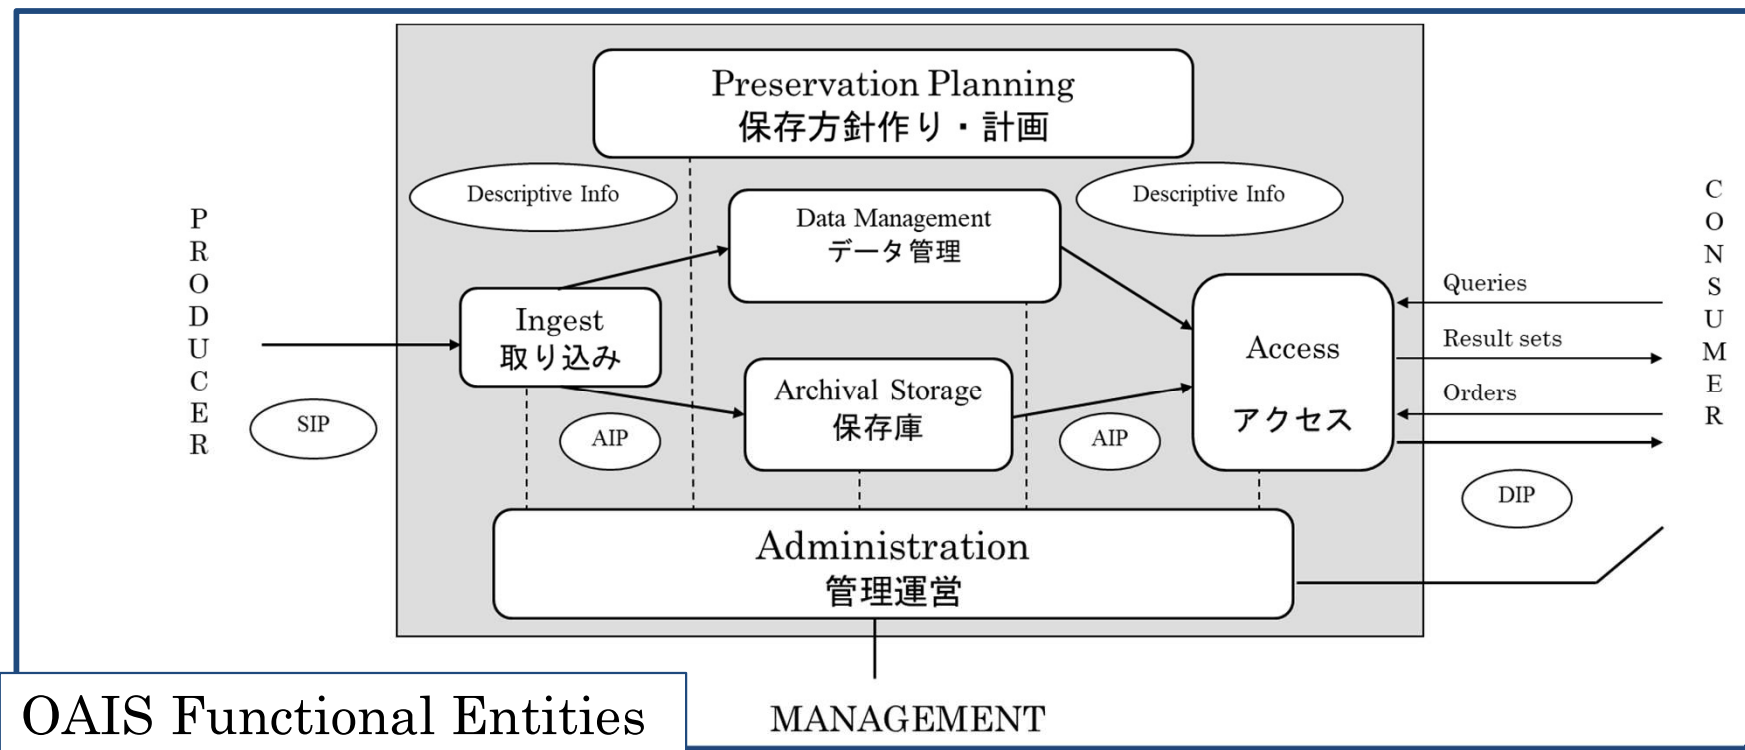 Preservation Planning
保存方針作り・計画
Descriptive Info
Descriptive Info
PRODUCER
CONSUMER
Data Management
データ管理
Ingest
取り込み
Queries
Result sets
Access
アクセス
Archival Storage
保存庫
Orders
SIP
AIP
AIP
DIP
Administration
管理運営
OAIS Functional Entities
MANAGEMENT